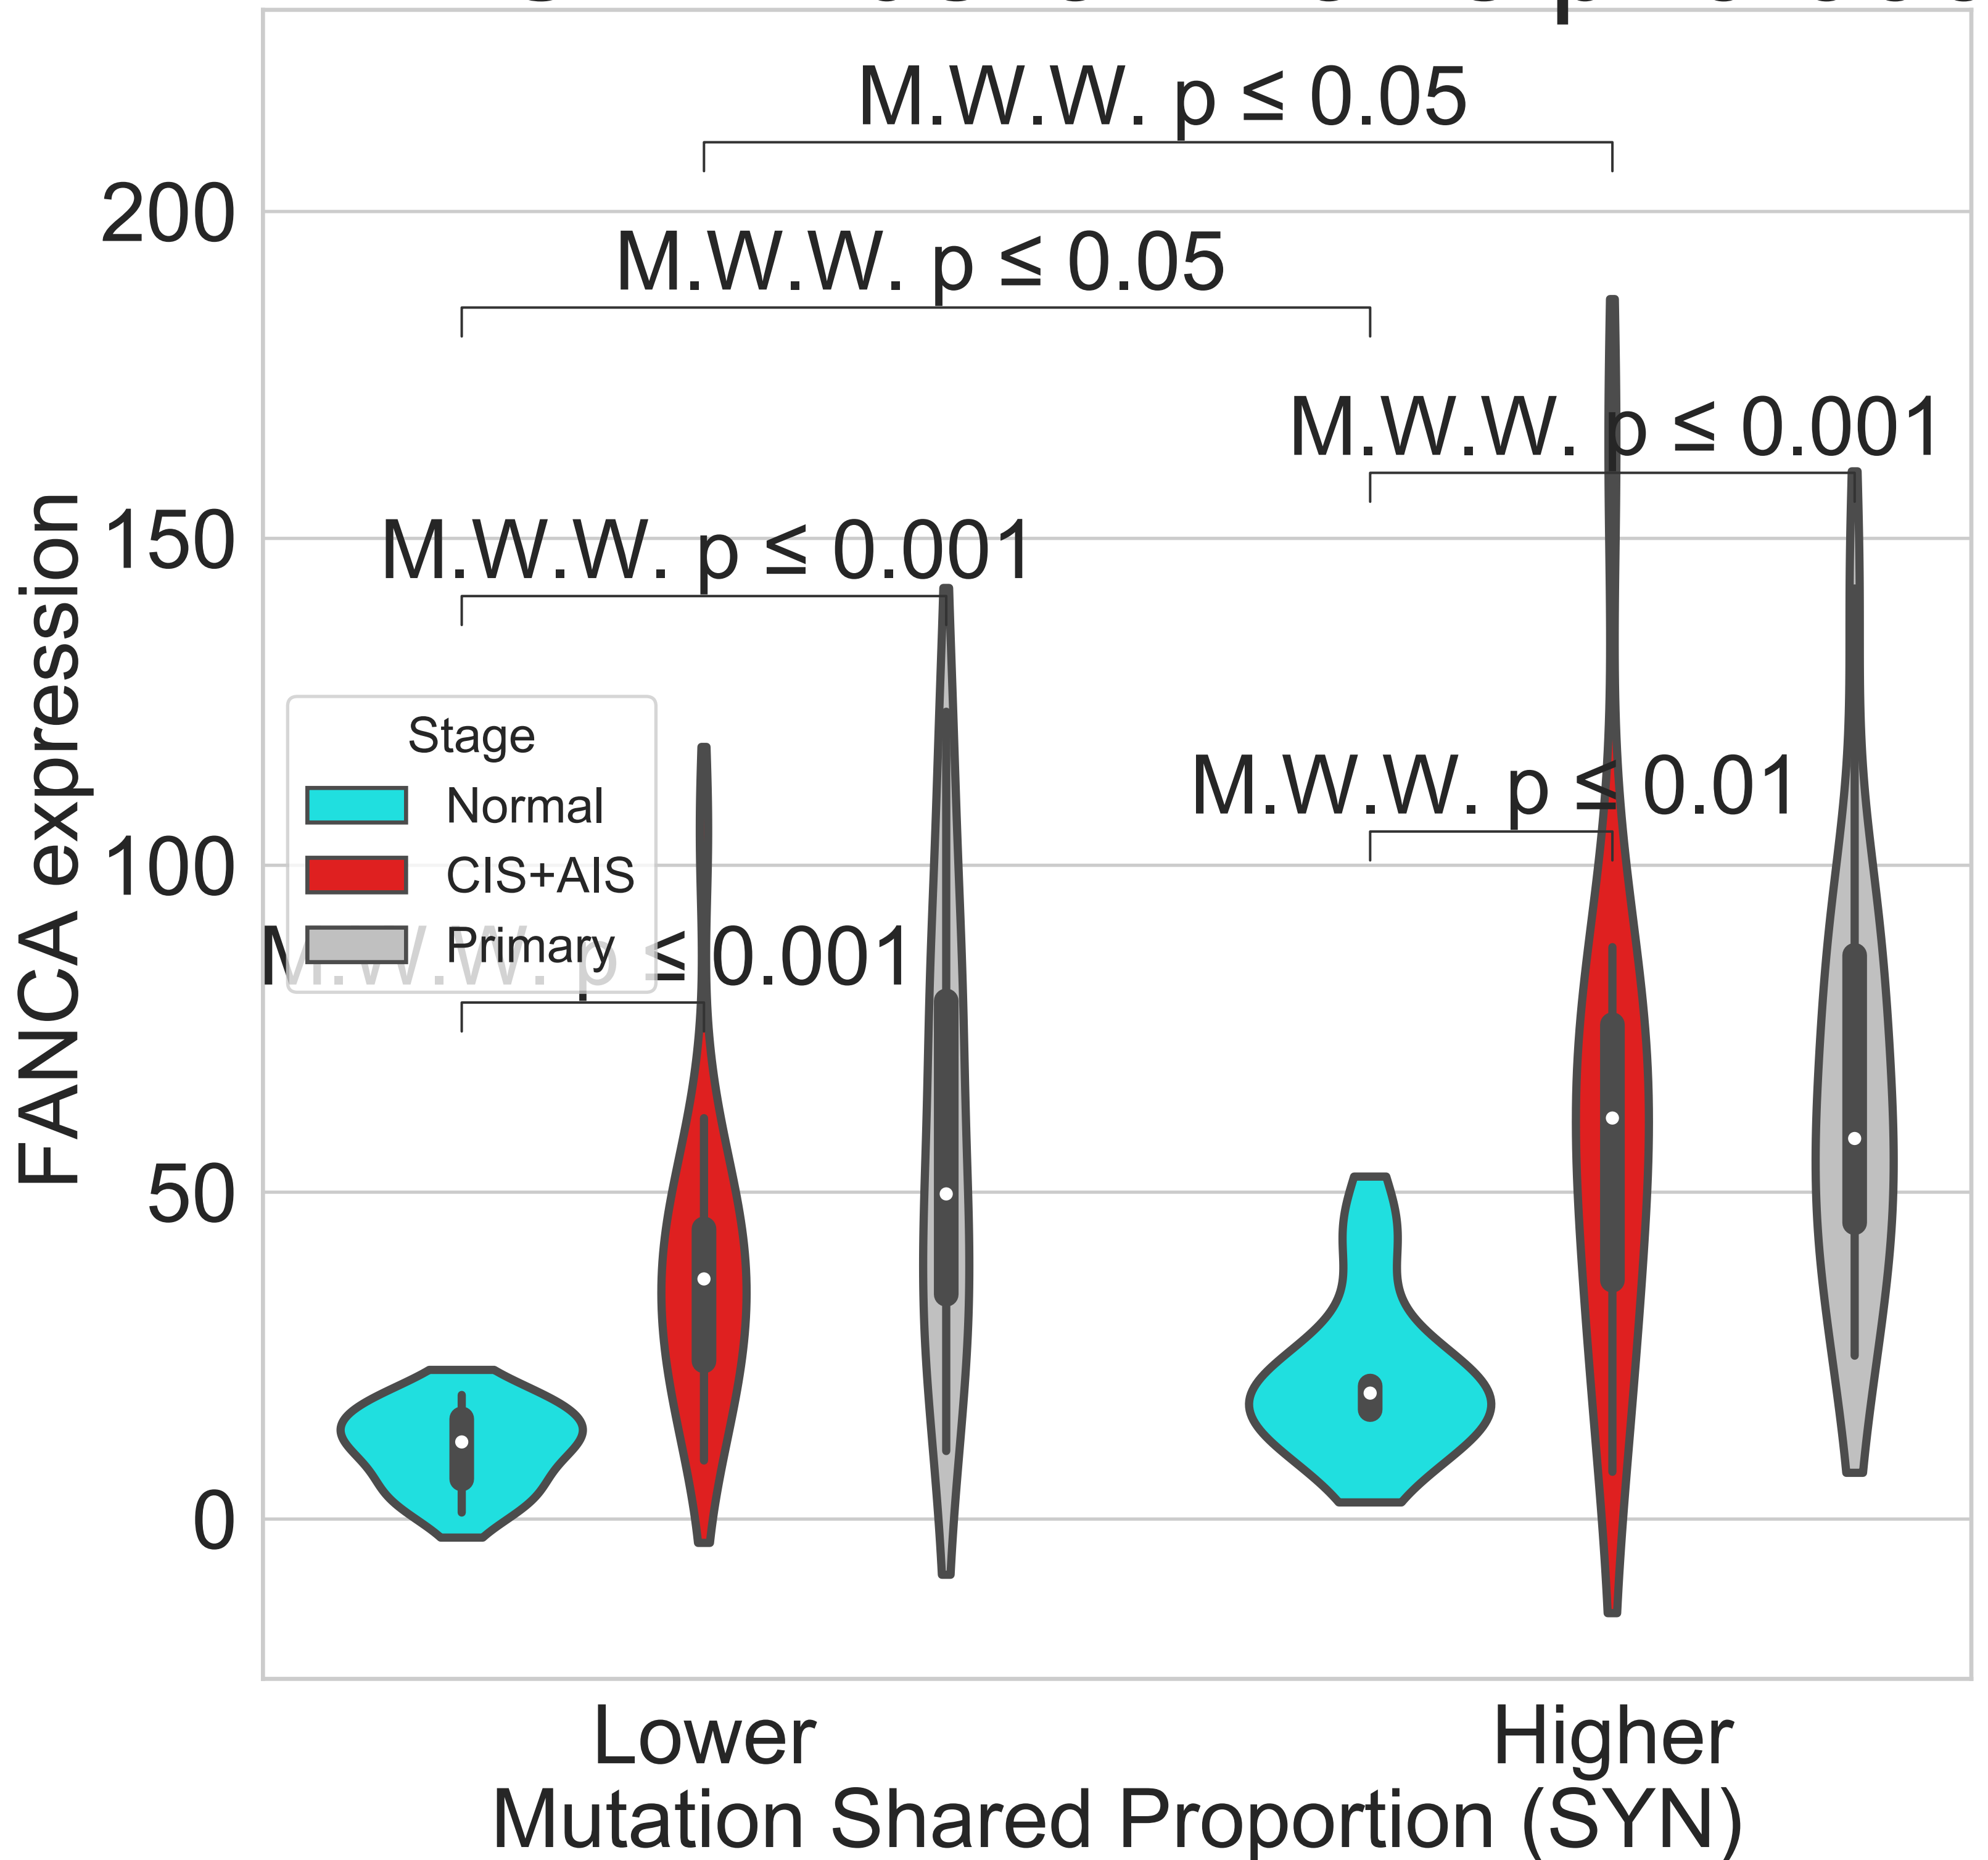 M.W.W. p ≤ 0.05
200
M.W.W. p ≤ 0.05
M.W.W. p ≤ 0.001
150
M.W.W. p ≤ 0.001
FANCA expression
Stage
Normal
CIS+AIS
Primary
M.W.W. p ≤ 0.01
100
M.W.W. p ≤ 0.001
50
0
Lower
Higher
Mutation Shared Proportion (SYN)